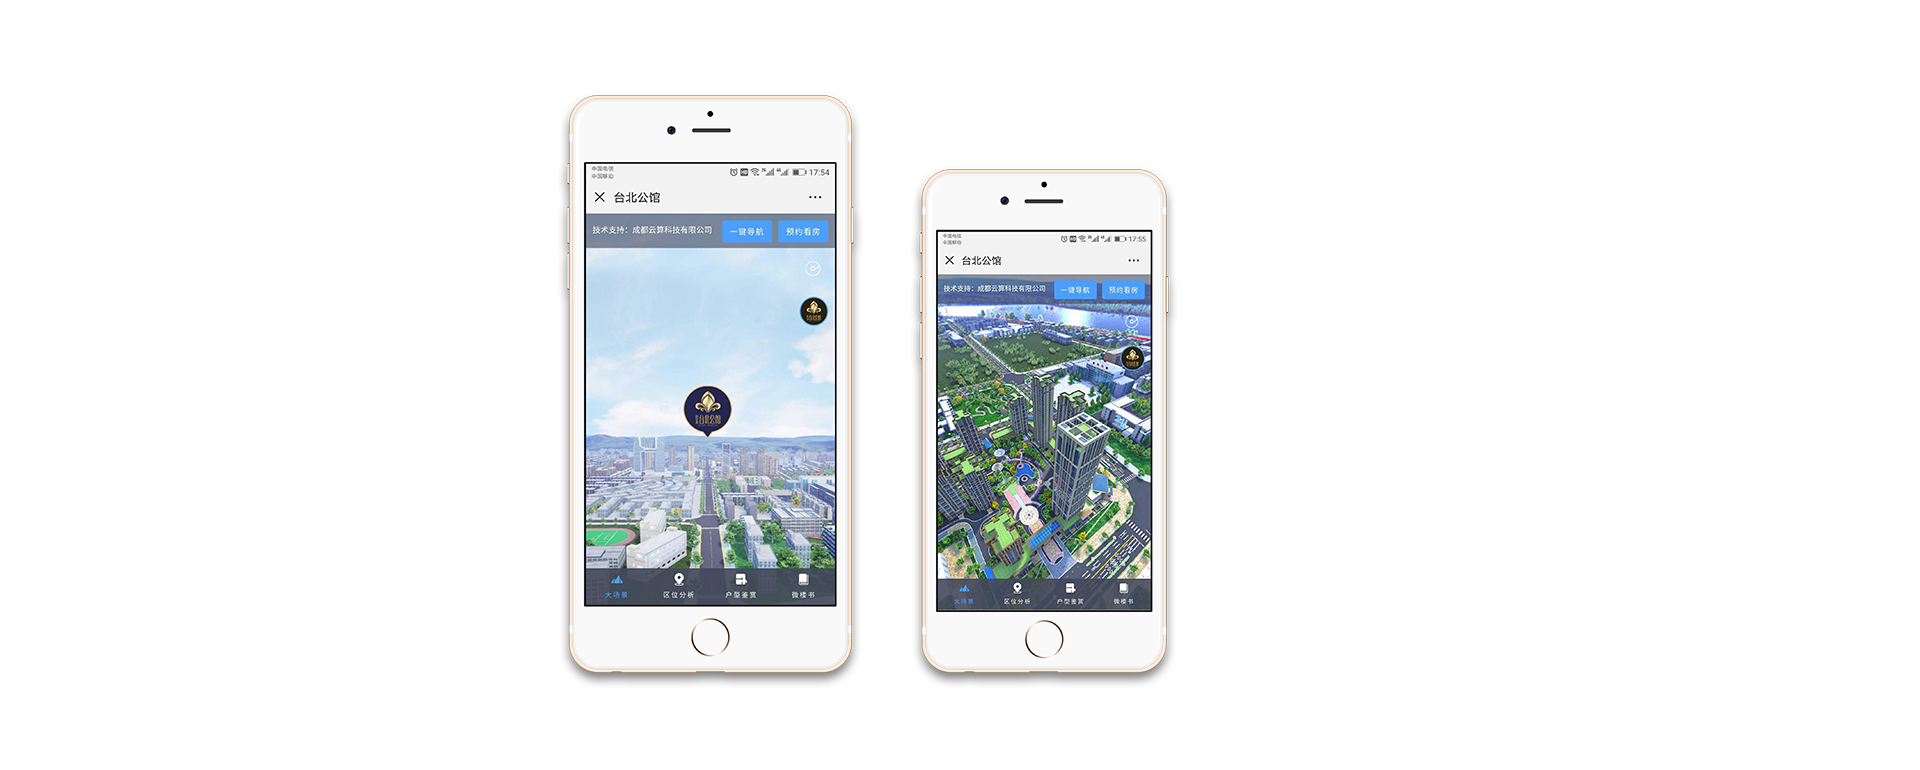 中国电信
中国移动
17:54
台北公馆
技术支持：成都云算科技有限公司
一键导航
预约看房
台北公馆
大场景
区位分析
户型鉴赏
微楼书
中国电信
中国移动
17:55
台北公馆
技术支持：成都云算科技有限公司
一键导航
预约看房
大场景
区位分析
户型鉴赏
微楼书